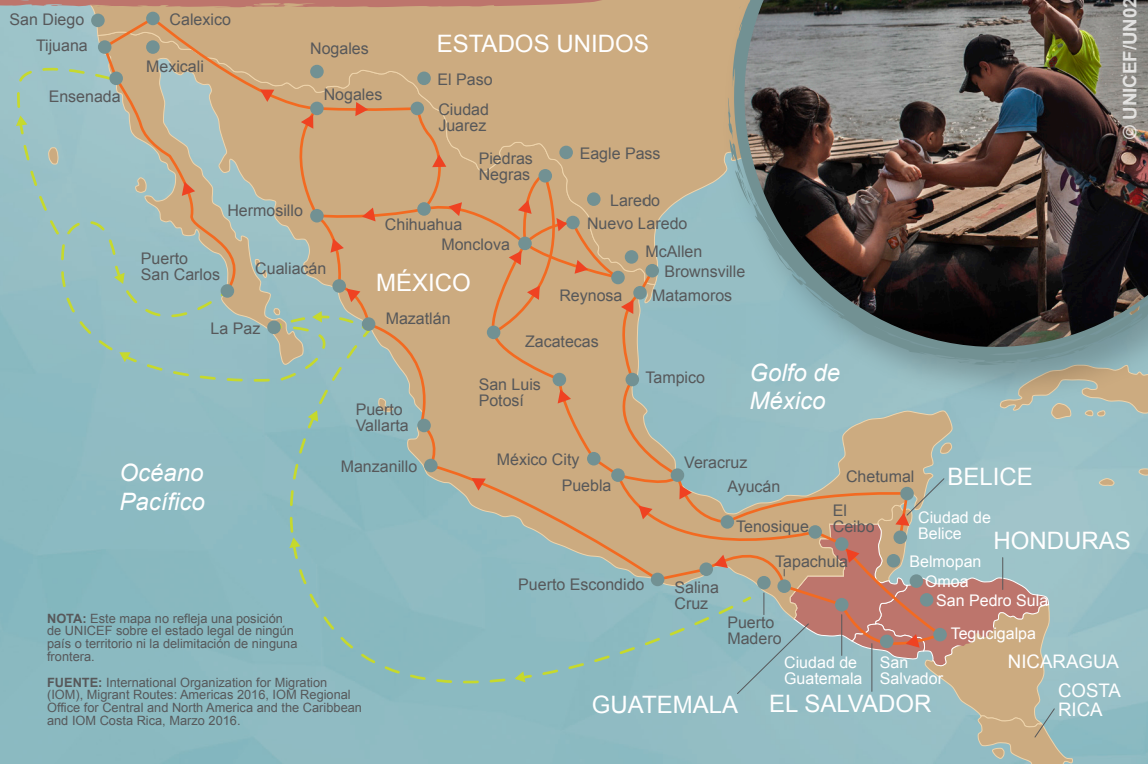 San Diego
Calexico
Tijuana
Mexicali
Ensenada
Nogales
Nogales
ESTADOS UNIDOS
El Paso
Ciudad
Juarez
Piedras
Negras
Eagle Pass
Laredo
Nuevo Laredo
Hermosillo
Chihuahua
Monclova
McAllen
Brownsville
Reynosa
Matamoros
Puerto
San Carlos
Cualiacán
MÉXICO
La Paz
Mazatlán
Zacatecas
San Luis
Potosí
Tampico
Golfo de
México
Puerto
Vallarta
Manzanillo
México City
Puebla
Veracruz
Ayucán
Océano
Pacífico
Chetumal
BELICE
Tenosique
El
Ceibo
Ciudad de
Belice
HONDURAS
Belmopan
Omoa
San Pedro Sula
Tapachula
Puerto Escondido
Salina
Cruz
Puerto
Madero
Tegucigalpa
Ciudad de
Guatemala
San
Salvador
NICARAGUA
GUATEMALA
EL SALVADOR
COSTA
RICA
NOTA: Este mapa no refleja una posición
de UNICEF sobre el estado legal de ningún
país o territorio ni la delimitación de ninguna
frontera.
FUENTE: International Organization for Migration
(IOM), Migrant Routes: Americas 2016, IOM Regional
Office for Central and North America and the Caribbean
and IOM Costa Rica, Marzo 2016.
© UNICEF/UN02